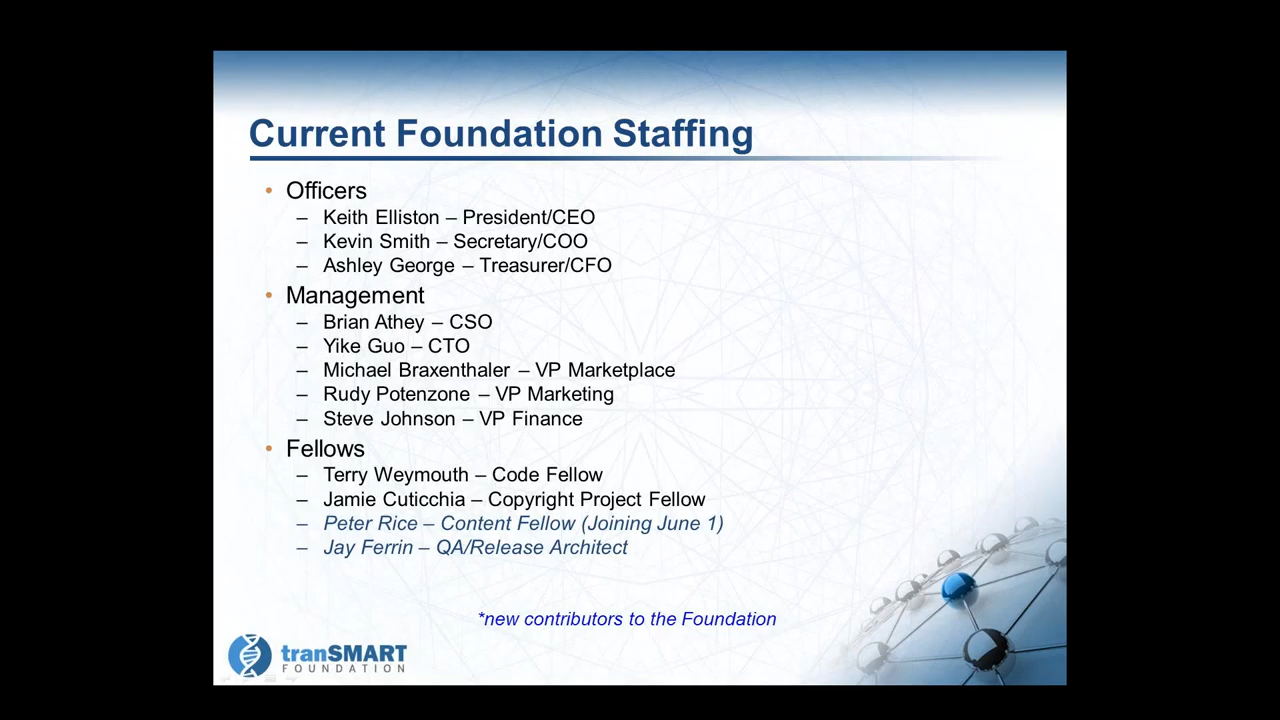 Current Foundation Staffing
• Officers
– Keith Elliston – President/CEO
– Kevin Smith – Secretary/COO
– Ashley George – Treasurer/CFO
• Management
– Brian Athey – CSO
– Yike Guo – CTO
– Michael Braxenthaler – VP Marketplace
– Rudy Potenzone – VP Marketing
– Steve Johnson – VP Finance
• Fellows
– Terry Weymouth – Code Fellow
– Jamie Cuticchia – Copyright Project Fellow
– Peter Rice – Content Fellow (Joining June 1)
– Jay Ferrin – QA/Release Architect
*new contributors to the Foundation
tranSMART
FOUNDATION